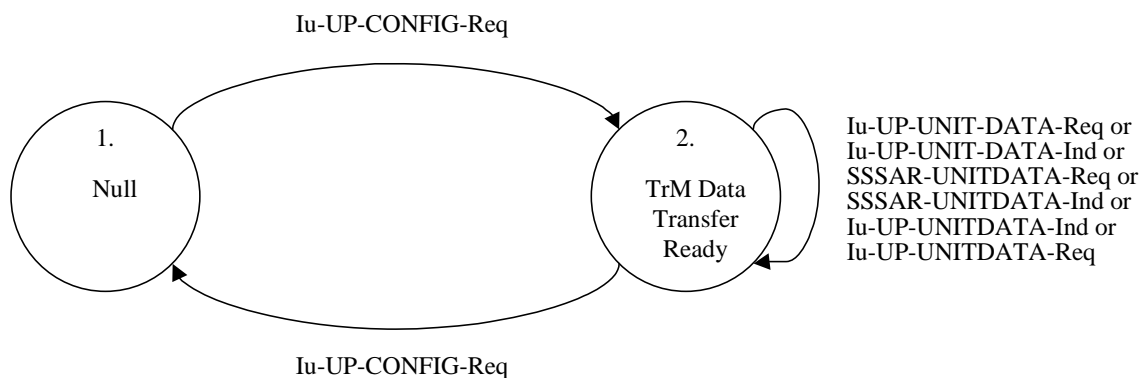 Iu-UP-CONFIG-Req
1.
Null
2.
TrM Data
Transfer
Ready
Iu-UP-UNIT-DATA-Req or
Iu-UP-UNIT-DATA-Ind or
SSSAR-UNITDATA-Req or
SSSAR-UNITDATA-Ind or
Iu-UP-UNITDATA-Ind or
Iu-UP-UNITDATA-Req
Iu-UP-CONFIG-Req